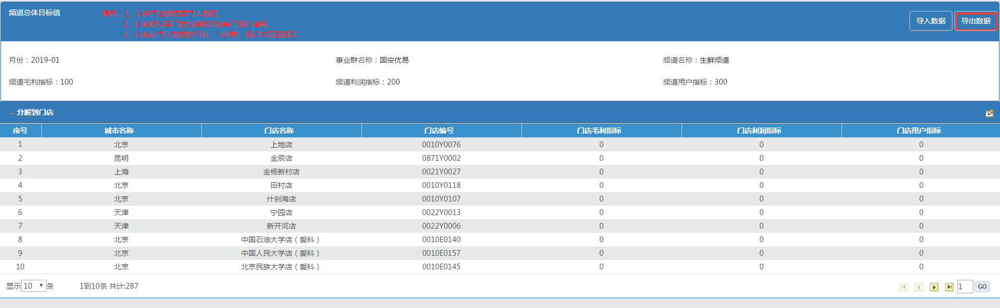 频道总体目标值
提示：1、请先导出数据再导入数据。
2、请确保填写门店各指标总和等于频道指标。
3、请确认导入数据的月份、事业群、频道与页面相同。
导入数据 导出数据
月份：2019-01 事业群名称：国安优易 频道名称：生鲜频道
频道毛利指标：100 频道利润指标：200 频道用户指标：300
→ 分解到门店
序号 城市名称 门店名称 门店编号 门店毛利指标 门店利润指标 门店用户指标
1 北京 上地店 0010Y0076 0 0 0
2 昆明 金辰店 0871Y0002 0 0 0
3 上海 金杨新村店 0021Y0027 0 0 0
4 北京 田村店 0010Y0118 0 0 0
5 北京 什刹海店 0010Y0107 0 0 0
6 天津 宁园店 0022Y0013 0 0 0
7 天津 新开河店 0022Y0006 0 0 0
8 北京 中国石油大学店（爱科） 0010E0140 0 0 0
9 北京 中国人民大学店（爱科） 0010E0157 0 0 0
10 北京 北京民族大学店（爱科） 0010E0145 0 0 0
显示 10 条 1到10条 共计:287 1 GO